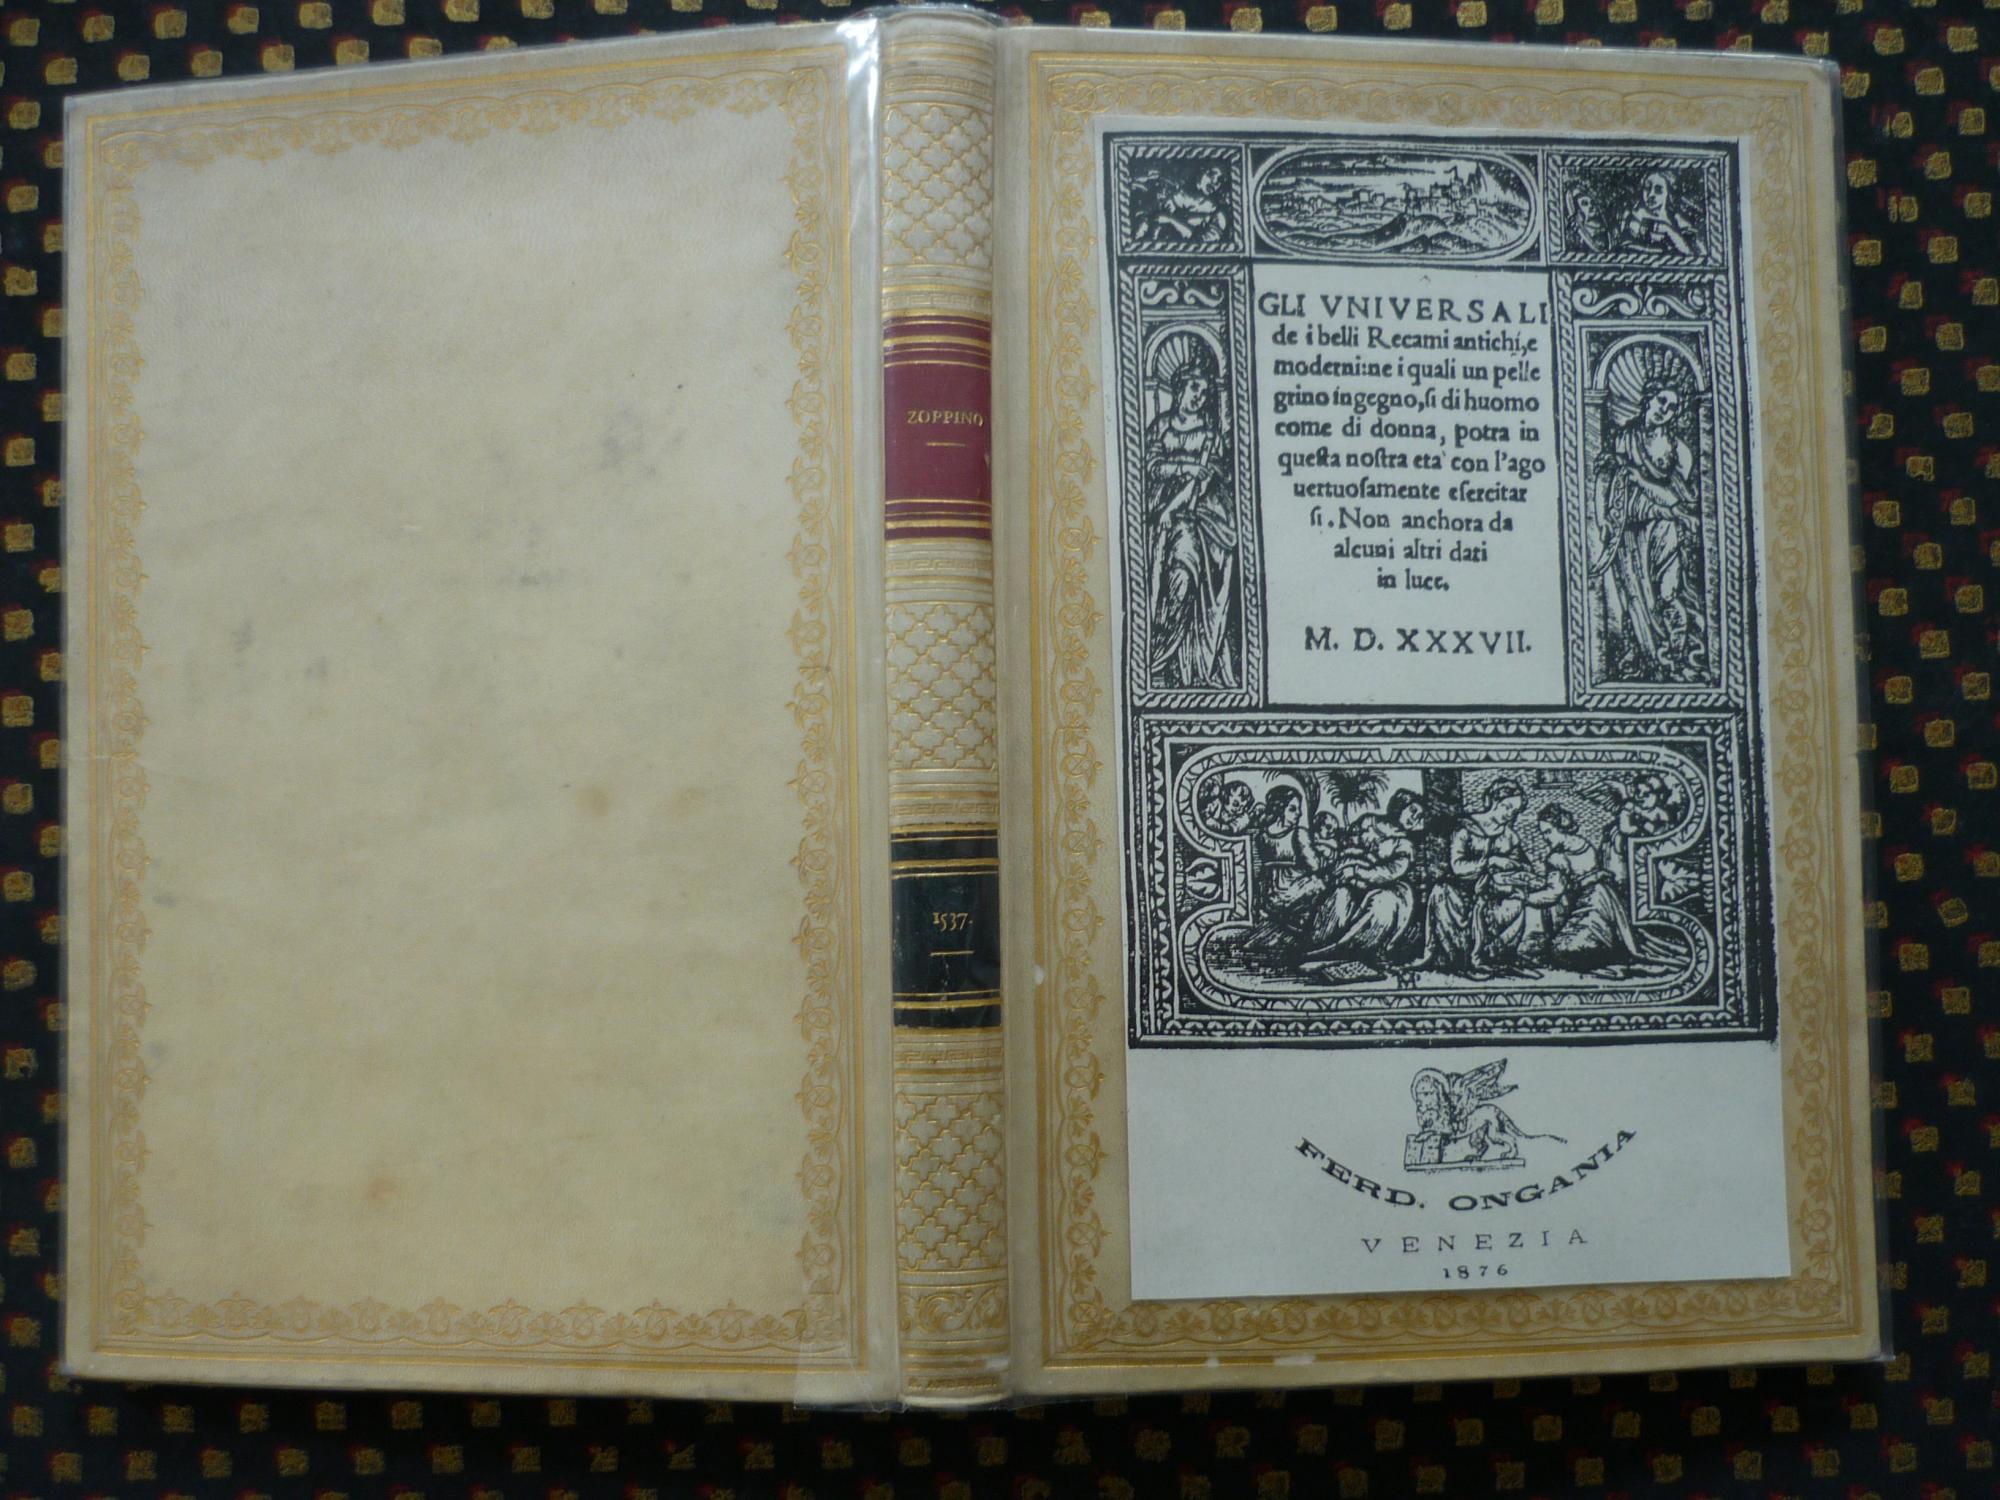 ZOPPINO
1537.
GLI VNIVERSALI
de i belli Recami antichi, e
moderni: ne i quali un pelle
grino ingegno, ſi di huomo
come di donna, potra in
queſta noſtra eta` con l'ago
uertuoſamente eſercitar
ſi. Non anchora da
alcuni altri dati
in luce.
M. D. XXXVII.
FERD. ONGANIA
VENEZIA
1876